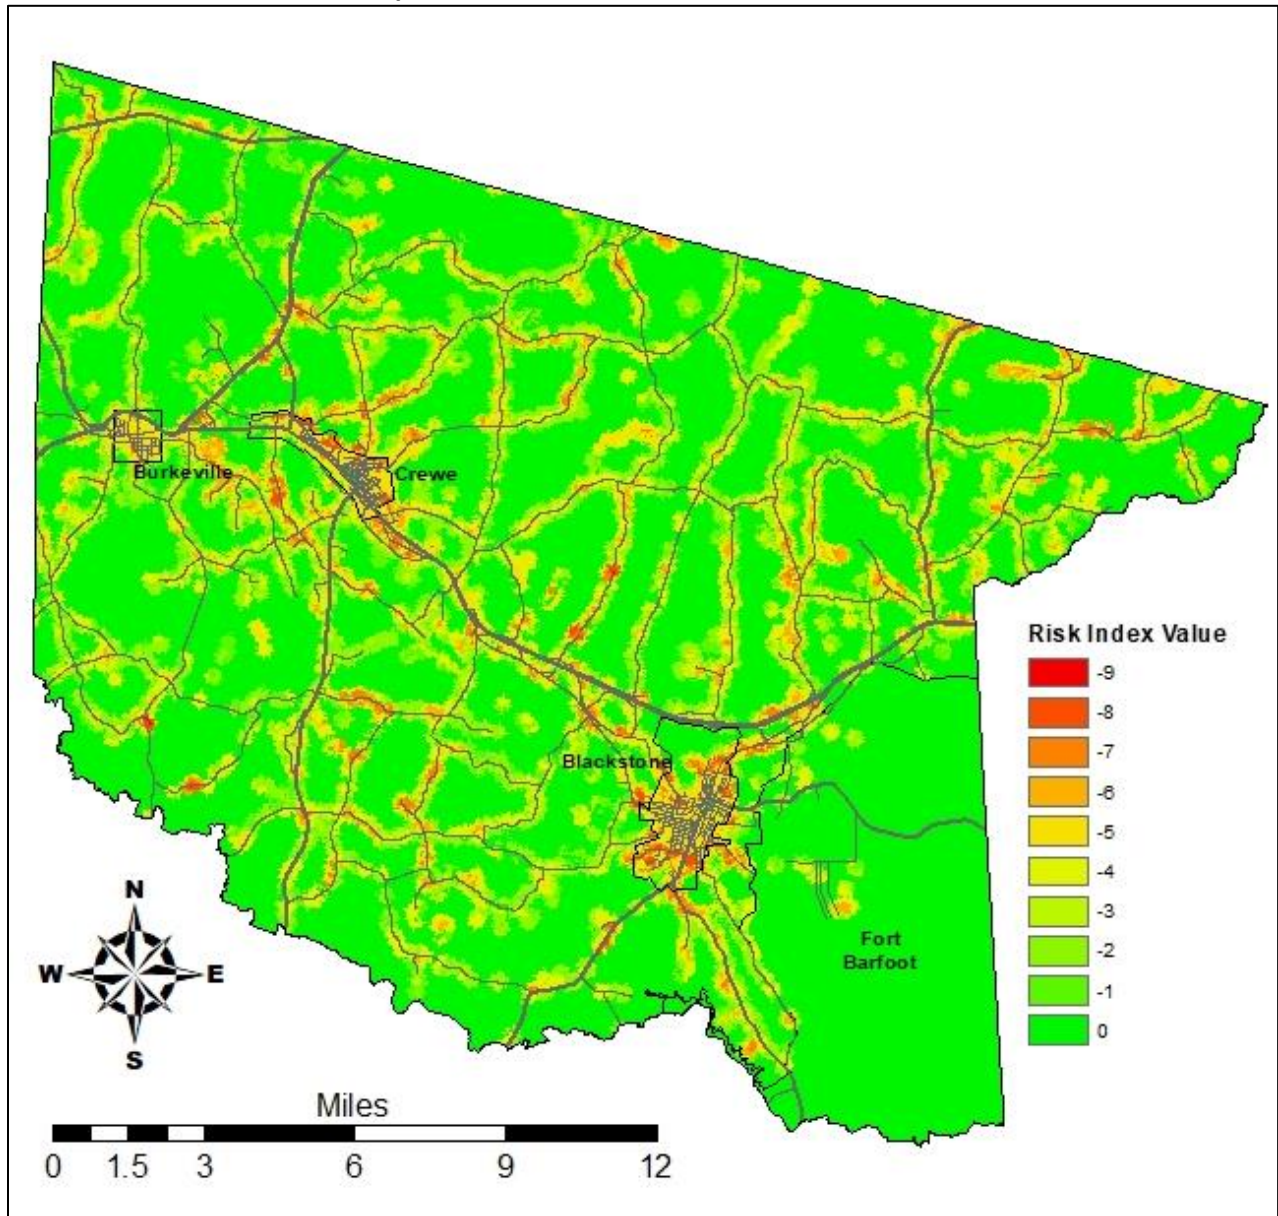 Burkeville
Crewe
Risk Index Value
-9
-8
-7
-6
-5
-4
-3
-2
-1
0
Blackstone
Fort
Barfoot
N
W E
S
Miles
0 1.5 3 6 9 12